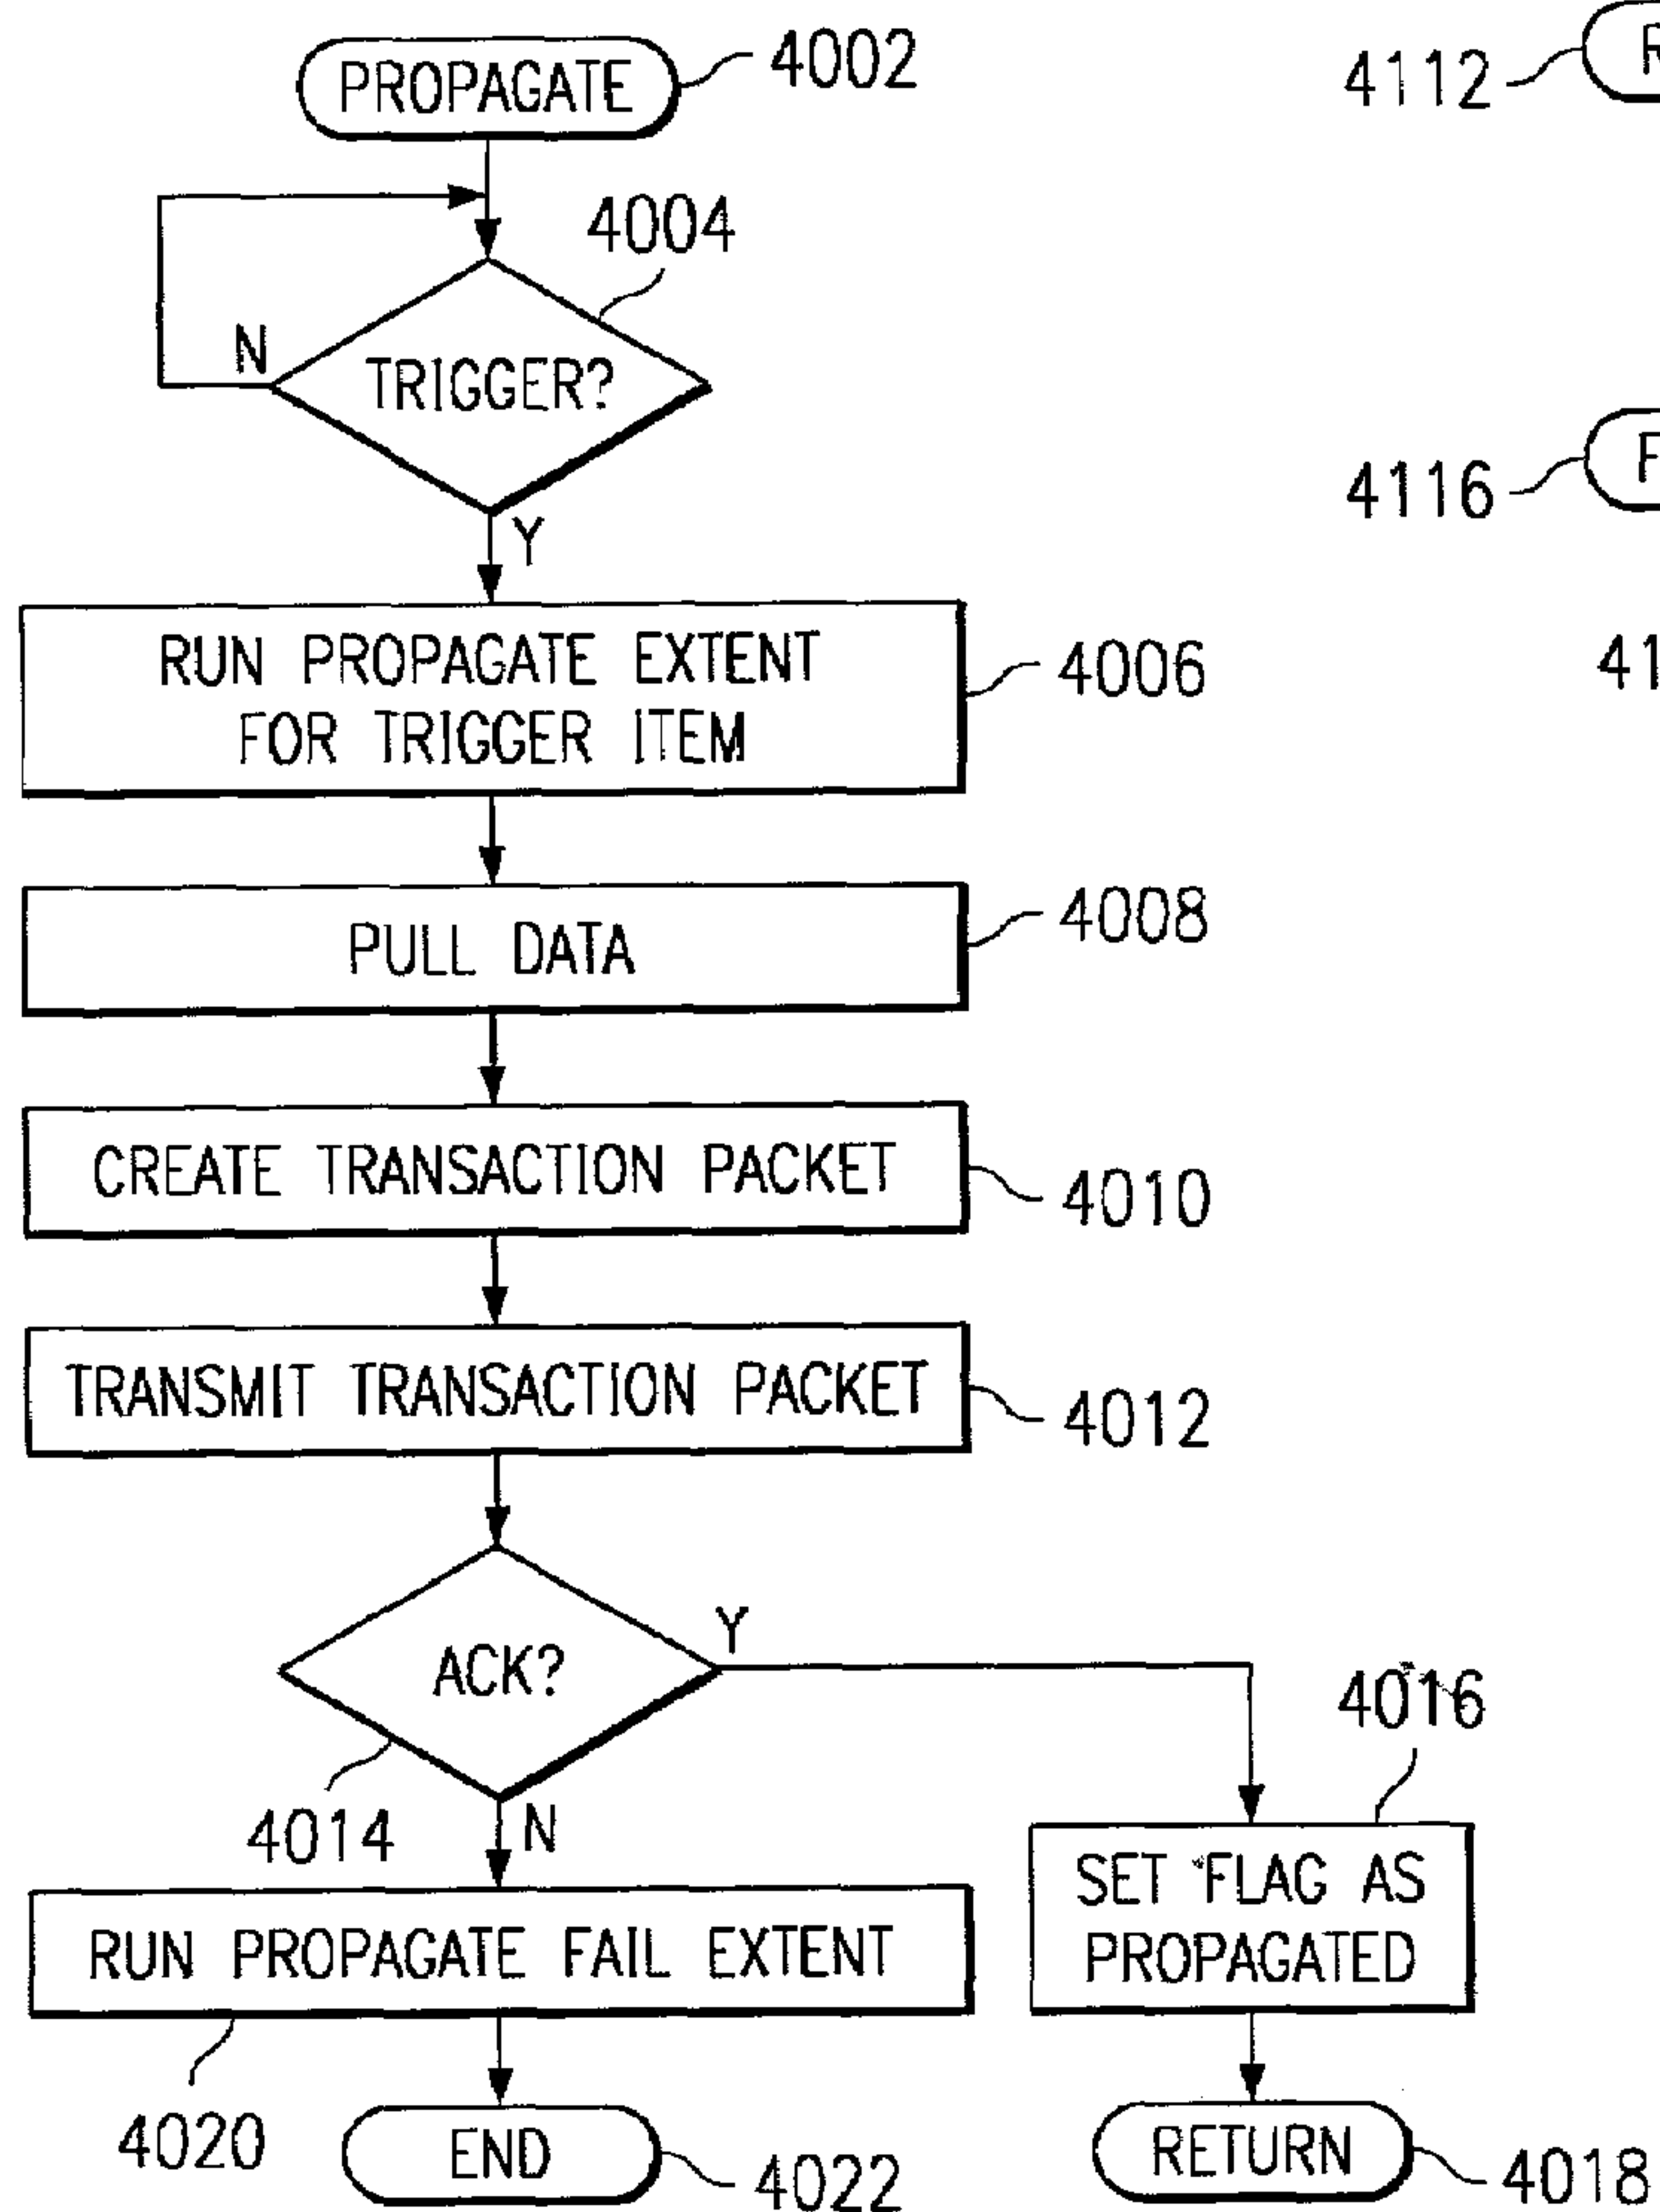 PROPAGATE
4002
4004
N
TRIGGER?
Y
RUN PROPAGATE EXTENT
FOR TRIGGER ITEM
4006
PULL DATA
4008
CREATE TRANSACTION PACKET
4010
TRANSMIT TRANSACTION PACKET
4012
ACK?
Y
4014
N
4016
SET FLAG AS
PROPAGATED
RUN PROPAGATE FAIL EXTENT
4020
END
4022
RETURN
4018
4112
4116